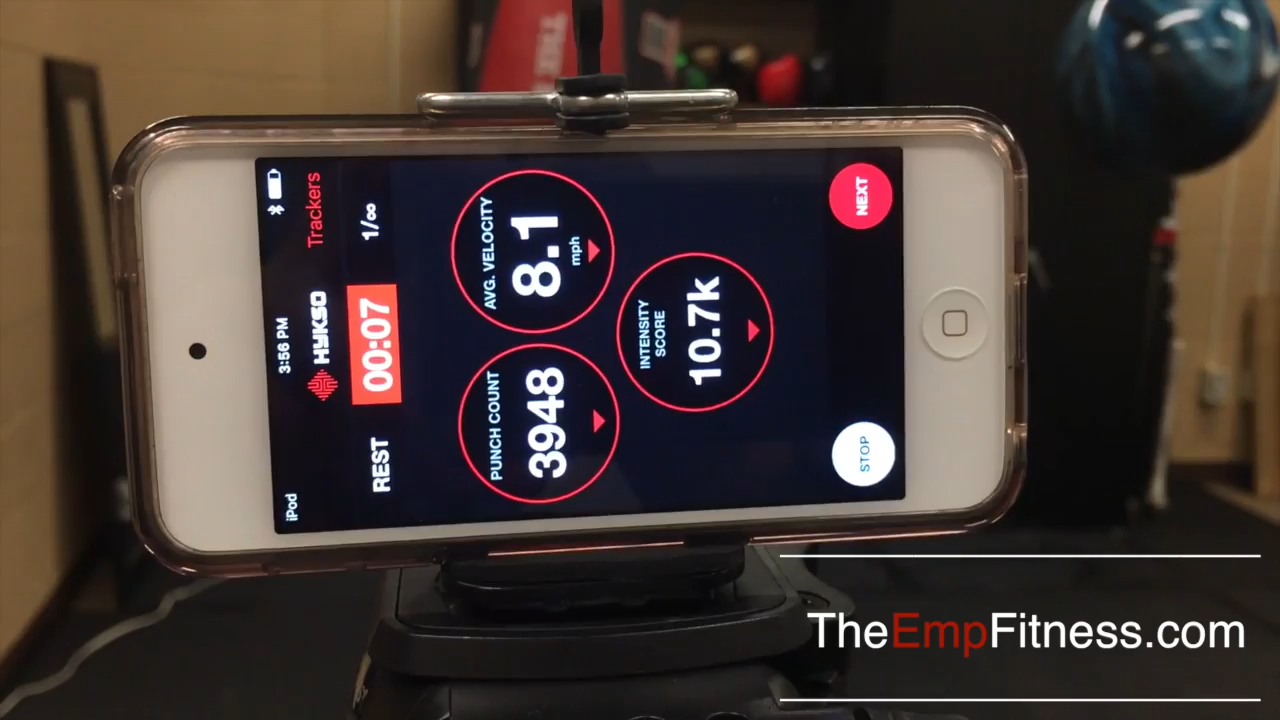 iPod 3:56 PM
HYKSO Trackers
REST 00:07 1/∞
PUNCH COUNT
3948
AVG. VELOCITY
8.1
mph
INTENSITY
SCORE
10.7k
STOP
NEXT
TheEmpFitness.com